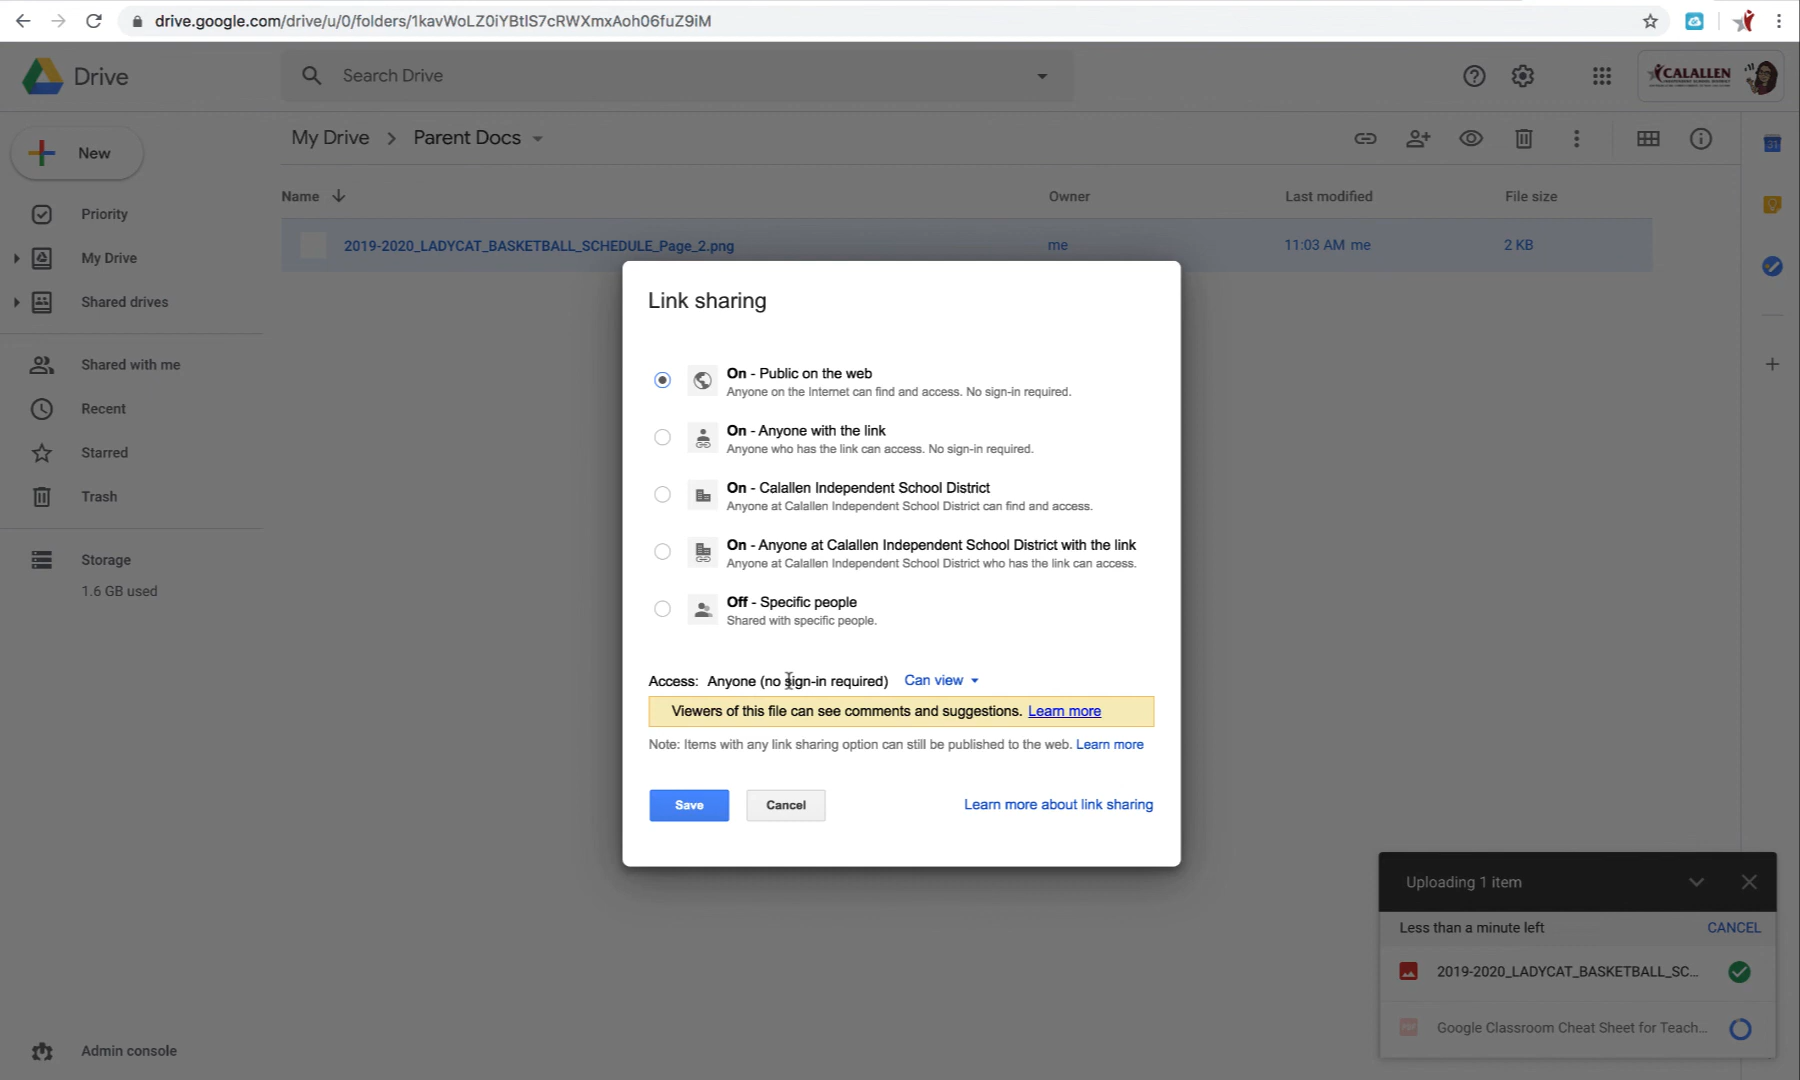 drive.google.com/drive/u/0/folders/1kavWoLZ0iYBtlS7cRWXmxAoh06fuZ9iM
Drive
Search Drive
CALALLEN
New
My Drive > Parent Docs
Name
Owner
Last modified
File size
2019-2020_LADYCAT_BASKETBALL_SCHEDULE_Page_2.png
me
11:03 AM me
2 KB
Priority
My Drive
Shared drives
Shared with me
Recent
Starred
Trash
Storage
1.6 GB used
Admin console
31
Link sharing
On - Public on the web
Anyone on the Internet can find and access. No sign-in required.
On - Anyone with the link
Anyone who has the link can access. No sign-in required.
On - Calallen Independent School District
Anyone at Calallen Independent School District can find and access.
On - Anyone at Calallen Independent School District with the link
Anyone at Calallen Independent School District who has the link can access.
Off - Specific people
Shared with specific people.
Access: Anyone (no sign-in required) Can view
Viewers of this file can see comments and suggestions. Learn more
Note: Items with any link sharing option can still be published to the web. Learn more
Save
Cancel
Learn more about link sharing
Uploading 1 item
Less than a minute left
CANCEL
2019-2020_LADYCAT_BASKETBALL_SC...
Google Classroom Cheat Sheet for Teach...